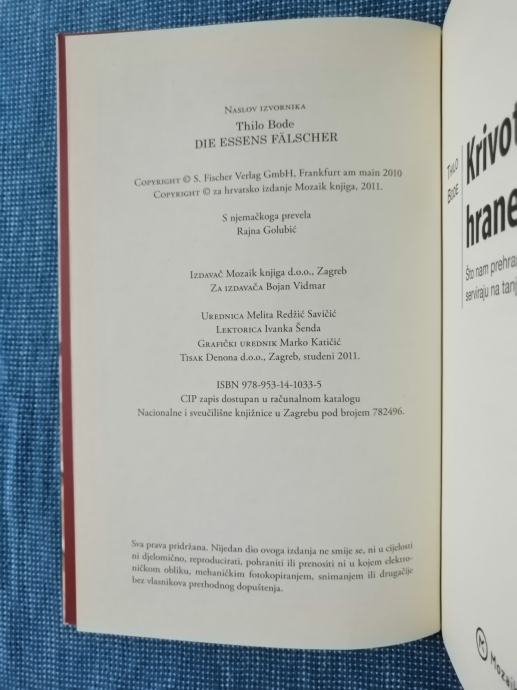 Naslov izvornika
Thilo Bode
DIE ESSENS FÄLSCHER
Copyright © S. Fischer Verlag GmbH, Frankfurt am main 2010
Copyright © za hrvatsko izdanje Mozaik knjiga, 2011.
S njemačkoga prevela
Rajna Golubić
Izdavač Mozaik knjiga d.o.o., Zagreb
Za izdavača Bojan Vidmar
Urednica Melita Redžić Savičić
Lektorica Ivanka Šenda
Grafički urednik Marko Katičić
Tisak Denona d.o.o., Zagreb, studeni 2011.
ISBN 978-953-14-1033-5
CIP zapis dostupan u računalnom katalogu
Nacionalne i sveučilišne knjižnice u Zagrebu pod brojem 782496.
Sva prava pridržana. Nijedan dio ovoga izdanja ne smije se, ni u cijelosti
ni djelomično, reproducirati, pohraniti ili prenositi ni u kojem elektro-
ničkom obliku, mehaničkim fotokopiranjem, snimanjem ili drugačije
bez vlasnikova prethodnog dopuštenja.
Thilo
Bode
Krivot
hrane
Što nam prehra
serviraju na tanj
M
Mozaik